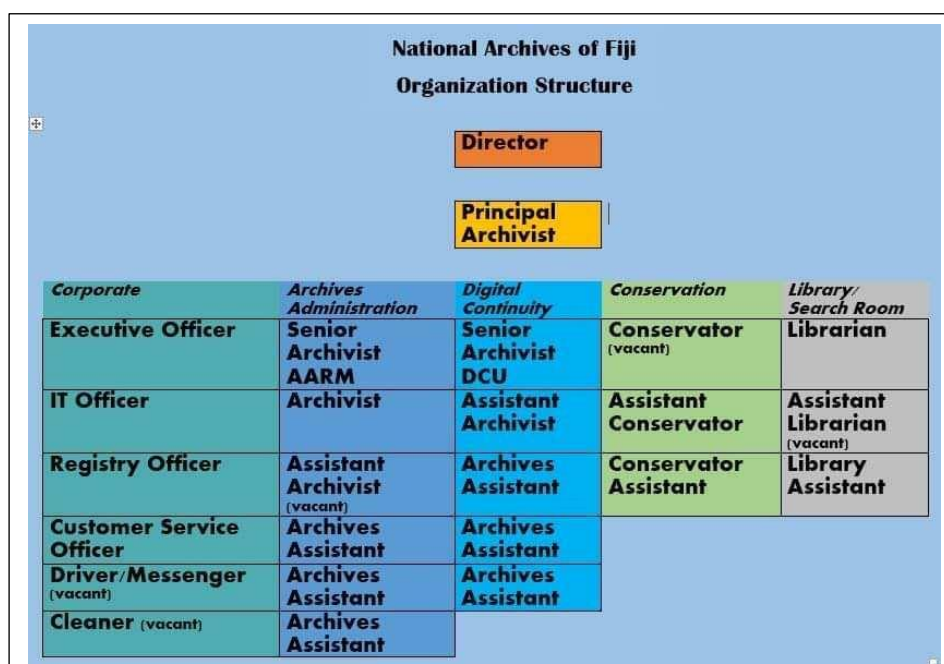 National Archives of Fiji
Organization Structure
Director
Principal
Archivist
Corporate
Archives
Administration
Digital
Continuity
Conservation
Library/
Search Room
Executive Officer
Senior
Archivist
AARM
Senior
Archivist
DCU
Conservator
(vacant)
Librarian
IT Officer
Archivist
Assistant
Archivist
Assistant
Conservator
Assistant
Librarian
(vacant)
Registry Officer
Assistant
Archivist
(vacant)
Archives
Assistant
Conservator
Assistant
Library
Assistant
Customer Service
Officer
Archives
Assistant
Archives
Assistant
Driver/Messenger
(vacant)
Archives
Assistant
Archives
Assistant
Cleaner (vacant)
Archives
Assistant